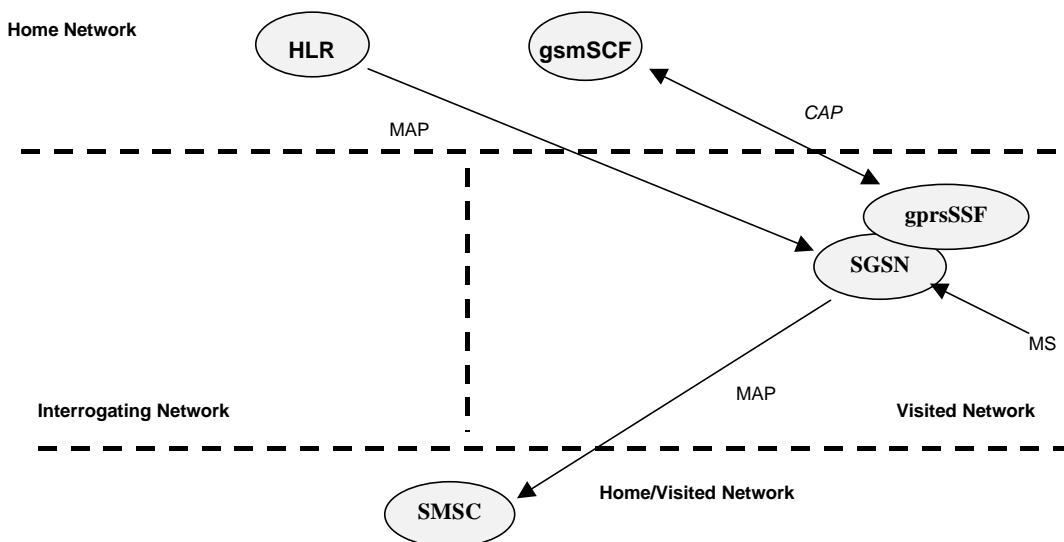 Home Network
HLR
gsmSCF
CAP
MAP
gprsSSF
SGSN
MS
MAP
Interrogating Network
Visited Network
Home/Visited Network
SMSC